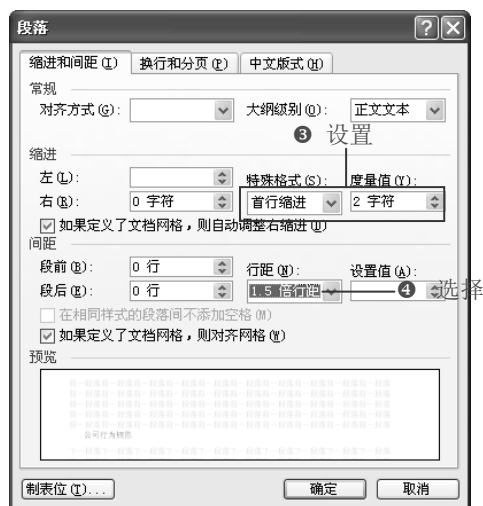 段落
缩进和间距(I) 换行和分页(P) 中文版式(H)
常规
对齐方式(G): 大纲级别(O): 正文文本
❸ 设置
缩进
左(L): 特殊格式(S): 度量值(Y):
右(R): 0 字符 首行缩进 2 字符
如果定义了文档网格，则自动调整右缩进(D)
间距
段前(B): 0 行 行距(N): 设置值(A):
段后(E): 0 行 1.5 倍行距 ❹ 选择
在相同样式的段落间不添加空格(M)
如果定义了文档网格，则对齐网格(W)
预览
制表位(T)... 确定 取消